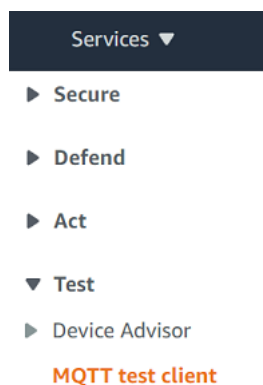 Services
Secure
Defend
Act
Test
Device Advisor
MQTT test client